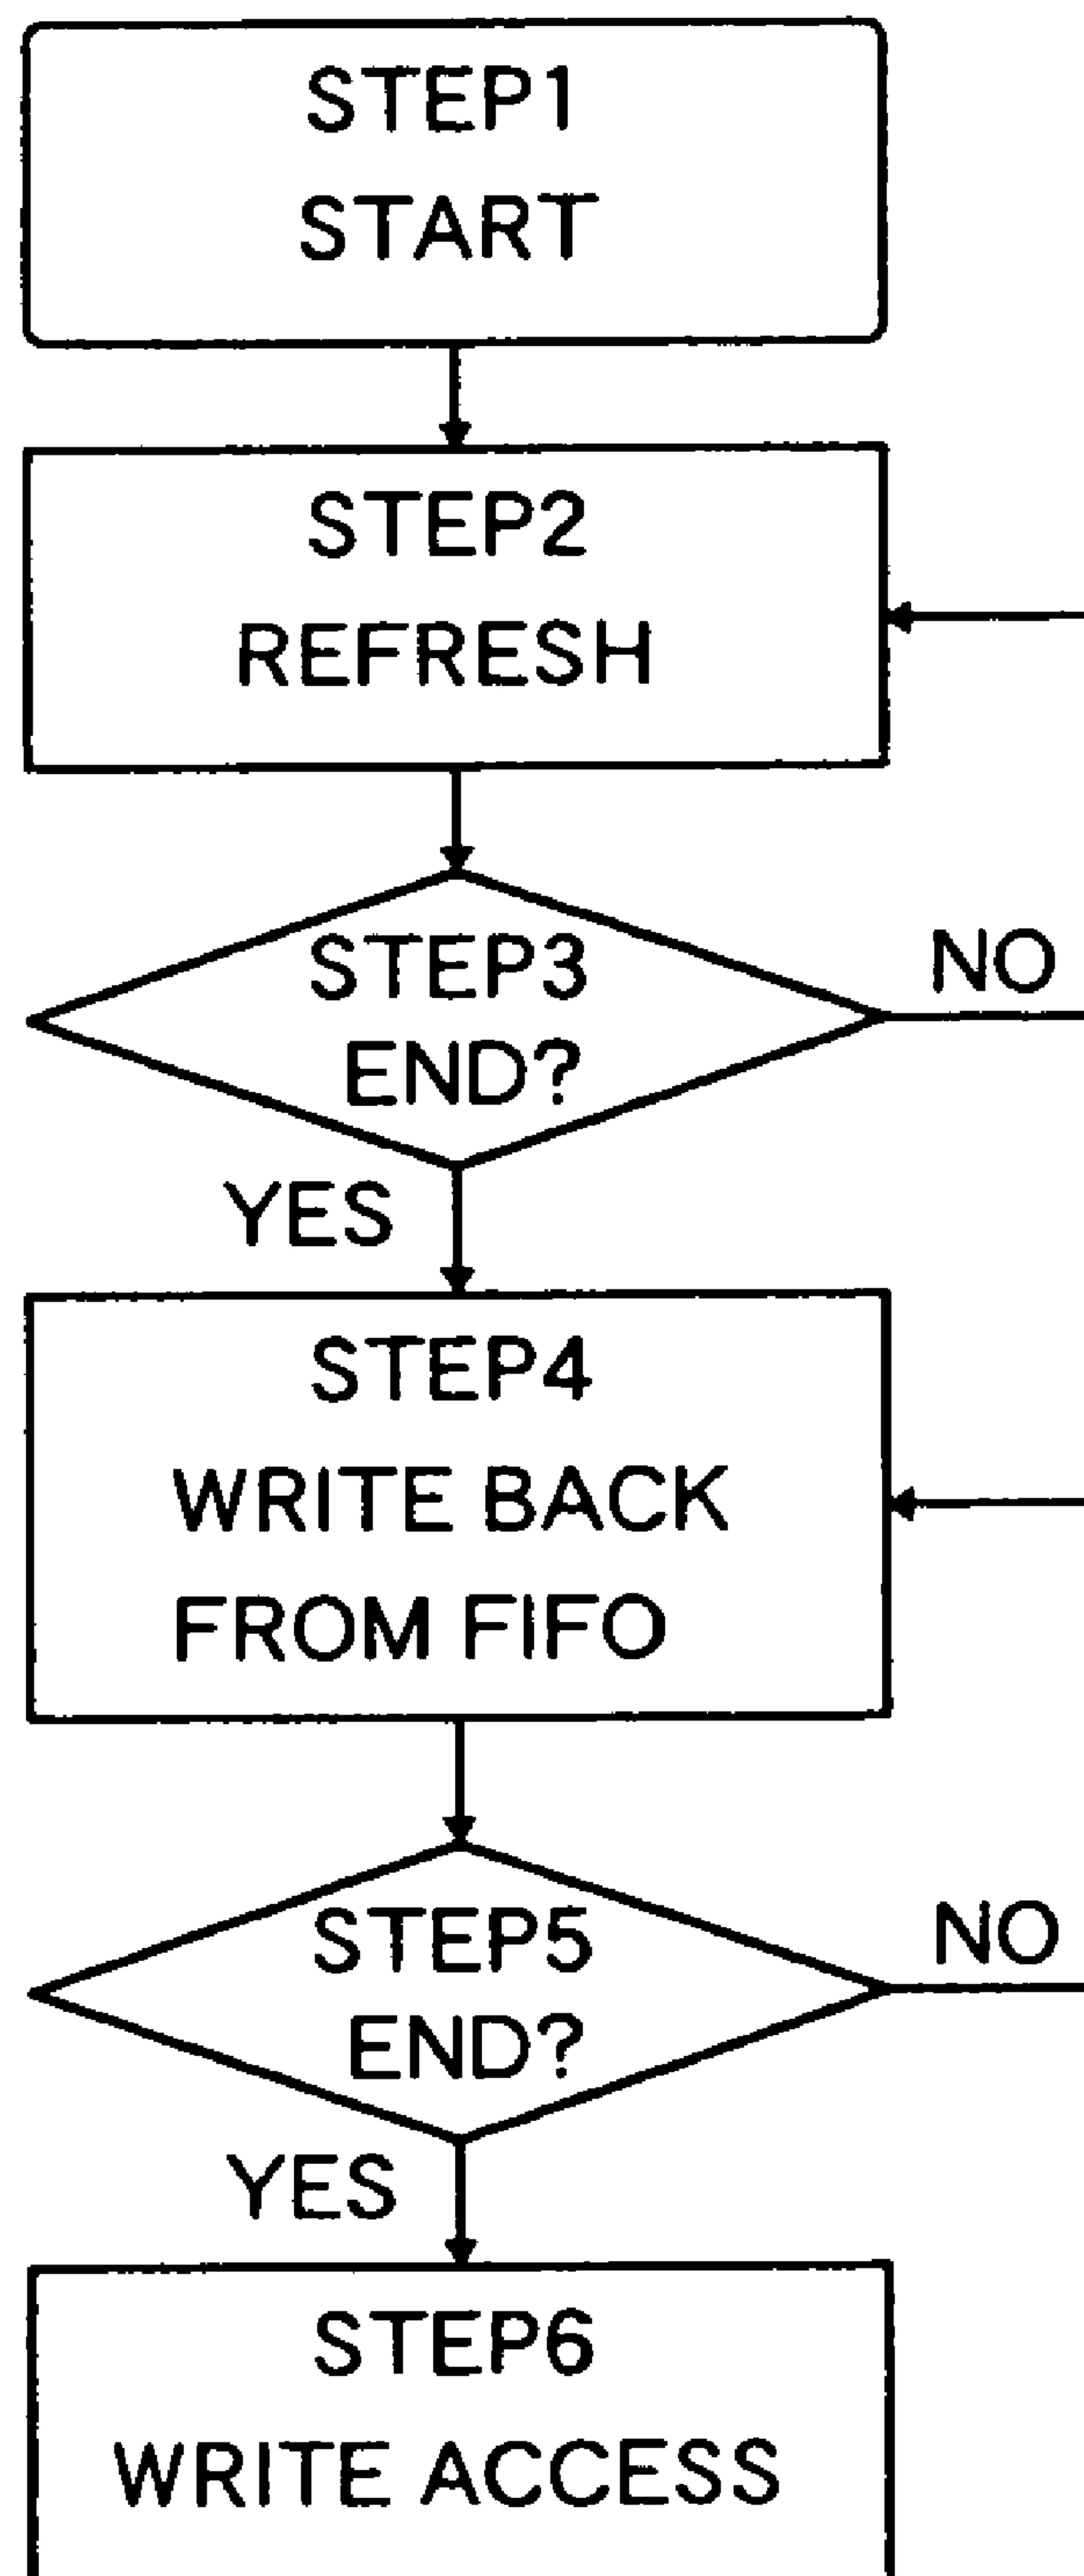 STEP1
START
STEP2
REFRESH
STEP3
END?
NO
YES
STEP4
WRITE BACK
FROM FIFO
STEP5
END?
NO
YES
STEP6
WRITE ACCESS